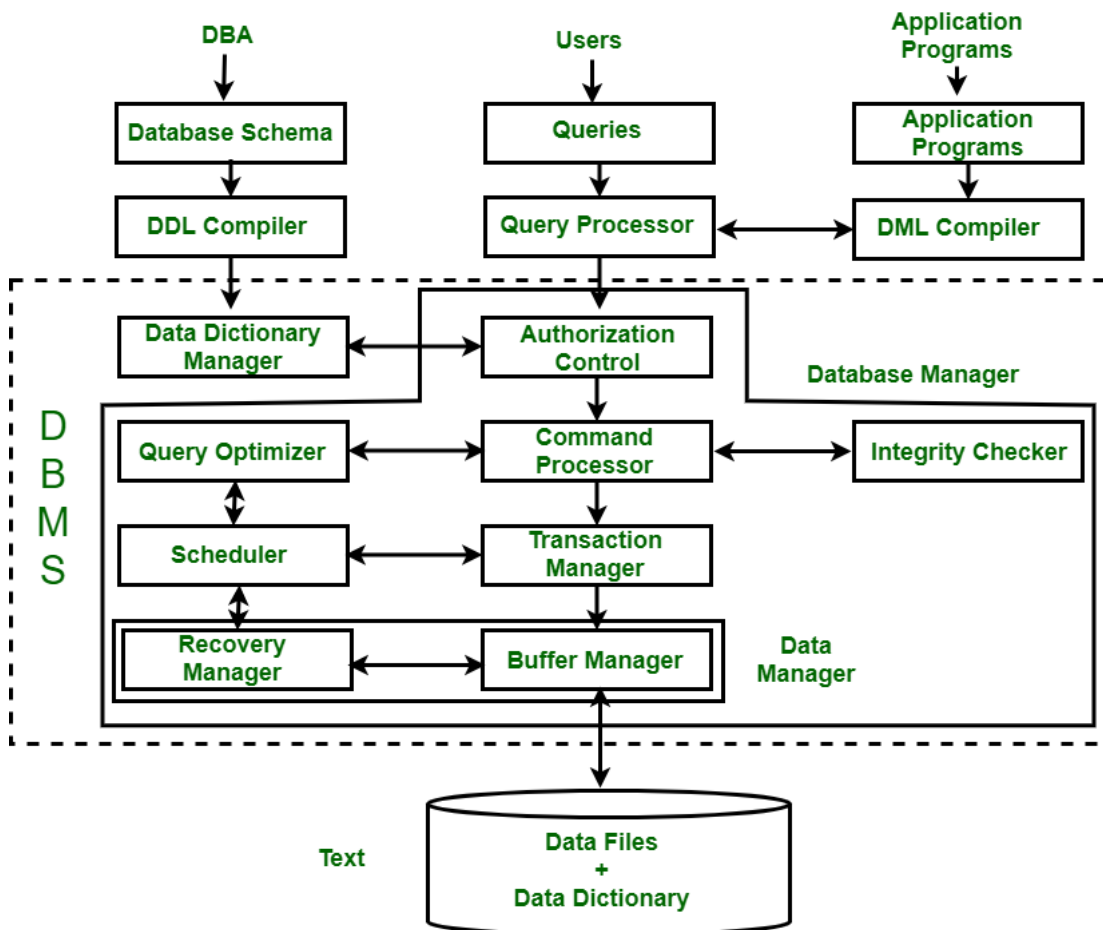 DBA
Users
Application
Programs
Database Schema
Queries
Application
Programs
DDL Compiler
Query Processor
DML Compiler
Data Dictionary
Manager
Authorization
Control
Database Manager
D
B
M
S
Query Optimizer
Command
Processor
Integrity Checker
Scheduler
Transaction
Manager
Recovery
Manager
Buffer Manager
Data
Manager
Text
Data Files
+
Data Dictionary